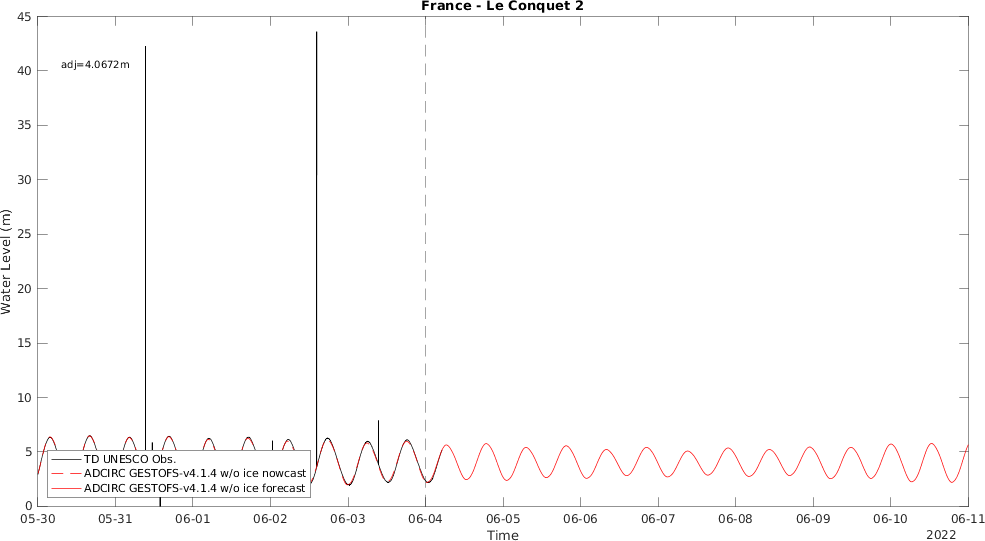 France - Le Conquet 2
45
40
35
30
25
20
15
10
5
0
Water Level (m)
adj=4.0672m
TD UNESCO Obs.
ADCIRC GESTOFS-v4.1.4 w/o ice nowcast
ADCIRC GESTOFS-v4.1.4 w/o ice forecast
05-30 05-31 06-01 06-02 06-03 06-04 06-05 06-06 06-07 06-08 06-09 06-10 06-11
Time
2022